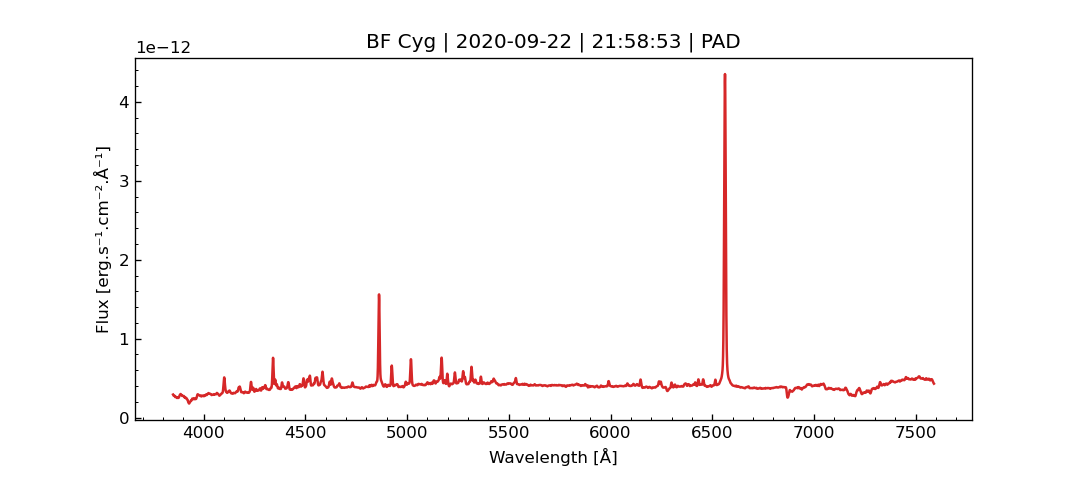 BF Cyg | 2020-09-22 | 21:58:53 | PAD
1e−12
4
3
2
1
0
Flux [erg.s⁻¹.cm⁻².Å⁻¹]
4000 4500 5000 5500 6000 6500 7000 7500
Wavelength [Å]